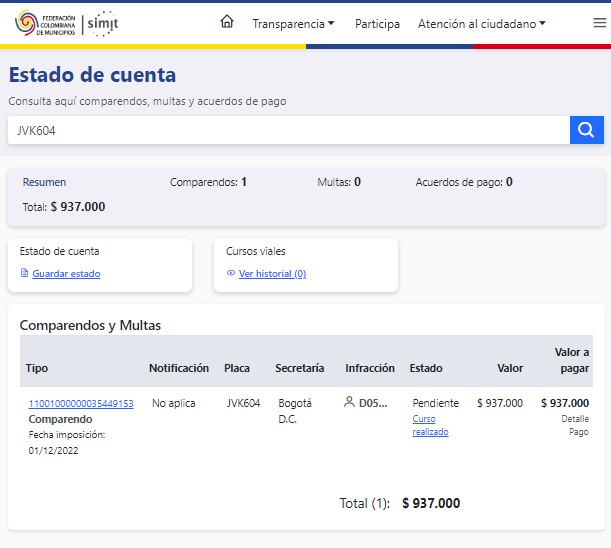 FEDERACIÓN
COLOMBIANA
DE MUNICIPIOS
simit
Transparencia
Participa
Atención al ciudadano
Estado de cuenta
Consulta aquí comparendos, multas y acuerdos de pago
JVK604
Resumen
Comparendos: 1
Multas: 0
Acuerdos de pago: 0
Total: $ 937.000
Estado de cuenta
Guardar estado
Cursos viales
Ver historial (0)
Comparendos y Multas
Tipo
Notificación
Placa
Secretaría
Infracción
Estado
Valor
Valor a
pagar
11001000000035449153
Comparendo
Fecha imposición:
01/12/2022
No aplica
JVK604
Bogotá
D.C.
D05...
Pendiente
Curso
realizado
$ 937.000
$ 937.000
Detalle
Pago
Total (1): $ 937.000